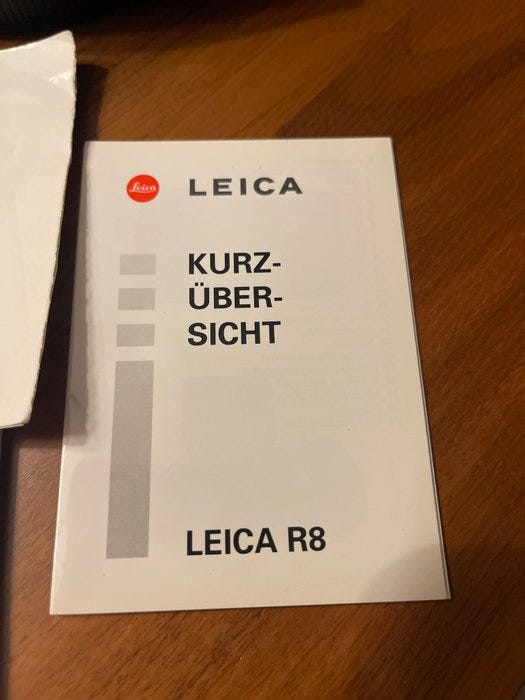 Leica LEICA
KURZ-
ÜBER-
SICHT
LEICA R8